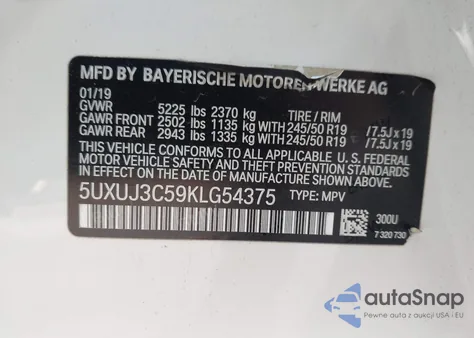 MFD BY BAYERISCHE MOTOREN WERKE AG
01/19
GVWR 5225 lbs 2370 kg TIRE / RIM
GAWR FRONT 2502 lbs 1135 kg WITH 245/50 R19 /7.5J x 19
GAWR REAR 2943 lbs 1335 kg WITH 245/50 R19 /7.5J x 19
THIS VEHICLE CONFORMS TO ALL APPLICABLE U.S. FEDERAL
MOTOR VEHICLE SAFETY STANDARDS IN EFFECT ON THE
DATE OF MANUFACTURE SHOWN ABOVE.
5UXUJ3C59KLG54375 TYPE: MPV
300U
7 320 730
autoSnap
Pewne auta z aukcji USA i EU